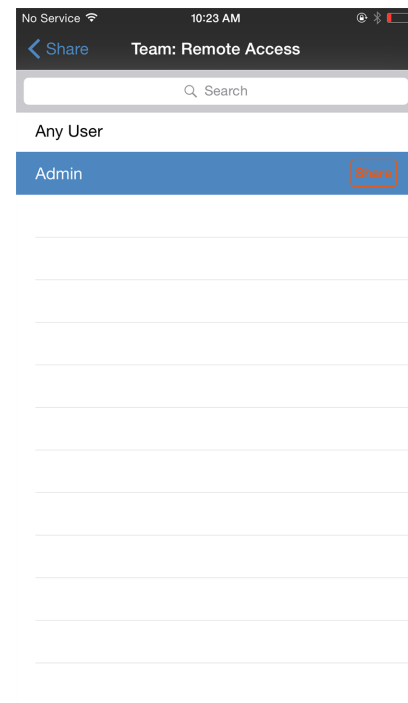 No Service 10:23 AM
Share Team: Remote Access
Search
Any User
Admin Share